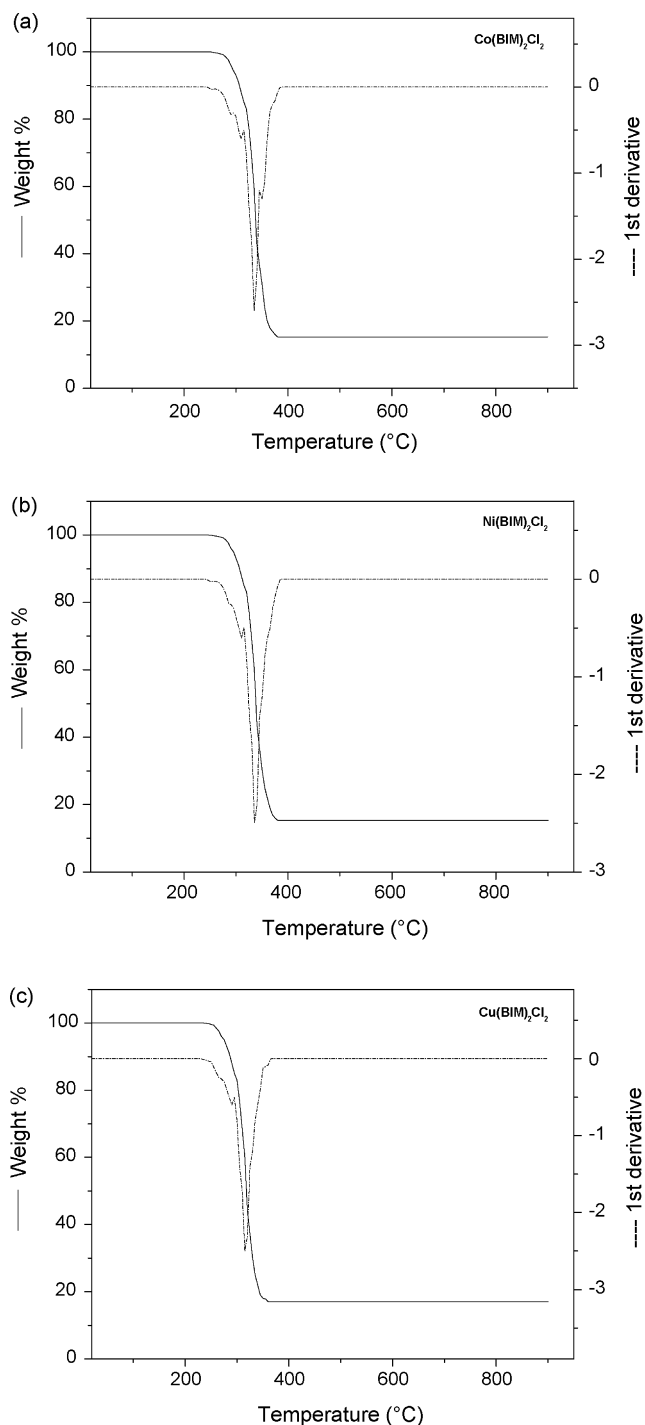 (a)
Co(BIM)₂Cl₂
100
80
60
40
20
0
0
-1
-2
-3
200
400
600
800
Weight %
1st derivative
Temperature (°C)
(b)
Ni(BIM)₂Cl₂
100
80
60
40
20
0
0
-1
-2
-3
200
400
600
800
Weight %
1st derivative
Temperature (°C)
(c)
Cu(BIM)₂Cl₂
100
80
60
40
20
0
0
-1
-2
-3
200
400
600
800
Weight %
1st derivative
Temperature (°C)